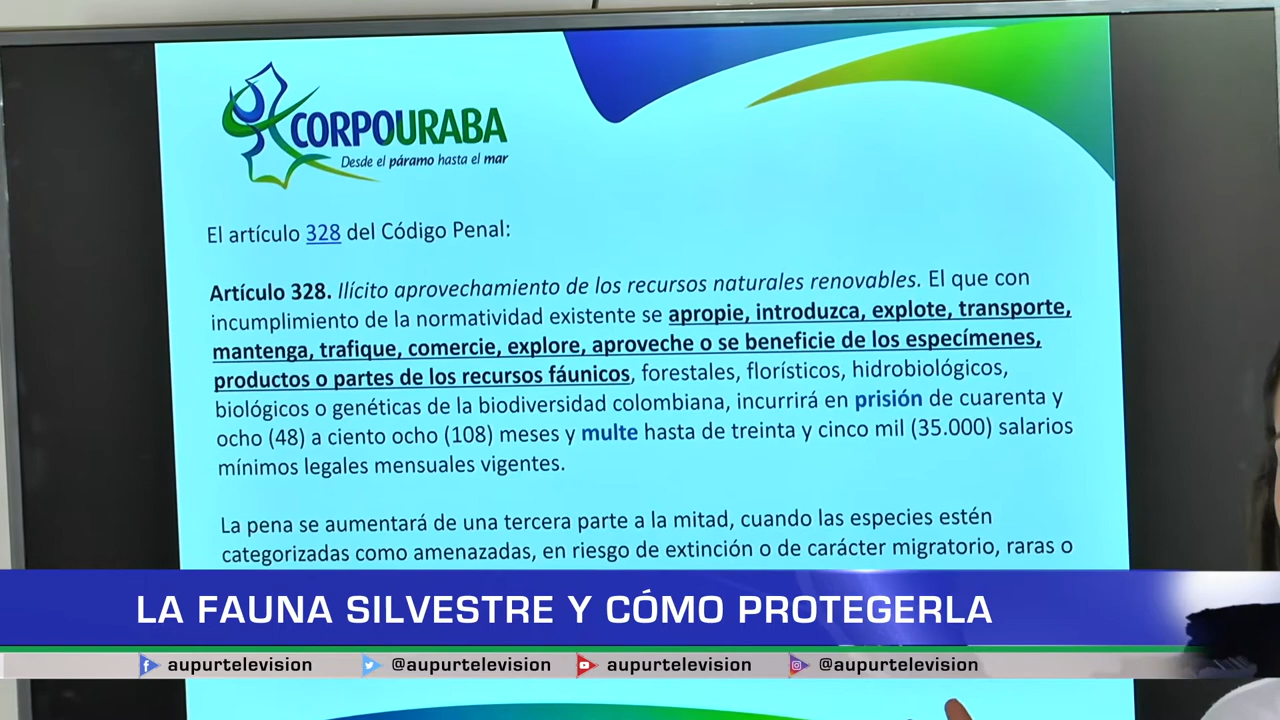 CORPOURABA
Desde el páramo hasta el mar
El artículo 328 del Código Penal:
Artículo 328. Ilícito aprovechamiento de los recursos naturales renovables. El que con
incumplimiento de la normatividad existente se apropie, introduzca, explote, transporte,
mantenga, trafique, comercie, explore, aproveche o se beneficie de los especímenes,
productos o partes de los recursos fáunicos, forestales, florísticos, hidrobiológicos,
biológicos o genéticas de la biodiversidad colombiana, incurrirá en prisión de cuarenta y
ocho (48) a ciento ocho (108) meses y multe hasta de treinta y cinco mil (35.000) salarios
mínimos legales mensuales vigentes.
La pena se aumentará de una tercera parte a la mitad, cuando las especies estén
categorizadas como amenazadas, en riesgo de extinción o de carácter migratorio, raras o
LA FAUNA SILVESTRE Y CÓMO PROTEGERLA
aupurtelevision @aupurtelevision aupurtelevision @aupurtelevision